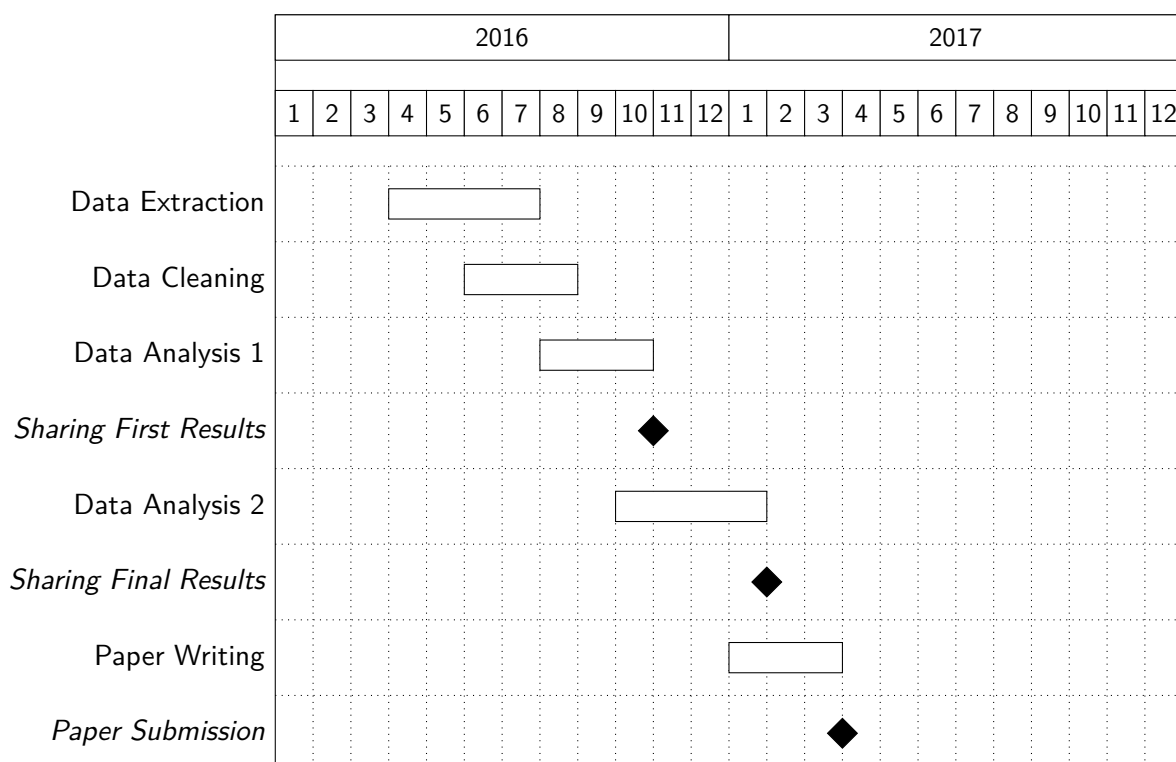 2016 2017
1 2 3 4 5 6 7 8 9 10 11 12 1 2 3 4 5 6 7 8 9 10 11 12
Data Extraction
Data Cleaning
Data Analysis 1
Sharing First Results
Data Analysis 2
Sharing Final Results
Paper Writing
Paper Submission